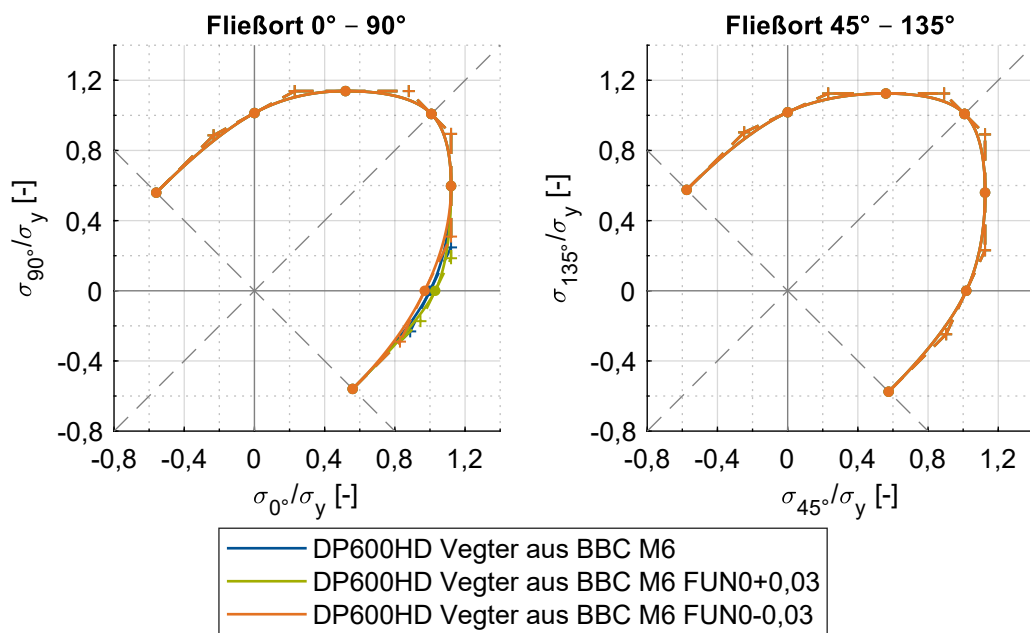 Fließort 0° – 90°
1,2
0,8
0,4
0
-0,4
-0,8
-0,8 -0,4 0 0,4 0,8 1,2
σ90°/σy [-]
σ0°/σy [-]
Fließort 45° – 135°
1,2
0,8
0,4
0
-0,4
-0,8
-0,8 -0,4 0 0,4 0,8 1,2
σ135°/σy [-]
σ45°/σy [-]
DP600HD Vegter aus BBC M6
DP600HD Vegter aus BBC M6 FUN0+0,03
DP600HD Vegter aus BBC M6 FUN0-0,03